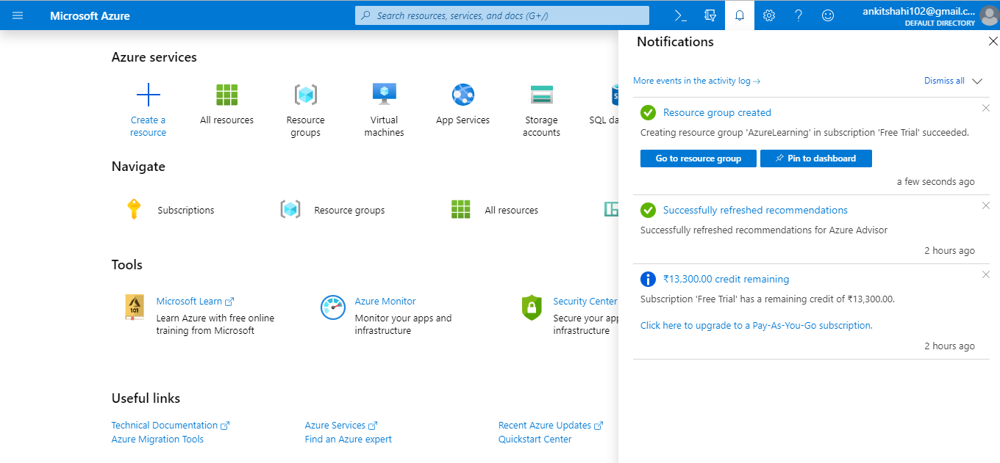 Microsoft Azure
Search resources, services, and docs (G+/)
ankitshahi102@gmail.c...
DEFAULT DIRECTORY
Azure services
Create a
resource
All resources
Resource
groups
Virtual
machines
App Services
Storage
accounts
SQL da
Navigate
Subscriptions
Resource groups
All resources
Tools
101
Microsoft Learn
Learn Azure with free online
training from Microsoft
Azure Monitor
Monitor your apps and
infrastructure
Security Center
Secure your app
infrastructure
Useful links
Technical Documentation
Azure Services
Recent Azure Updates
Azure Migration Tools
Find an Azure expert
Quickstart Center
Notifications
More events in the activity log →
Dismiss all
Resource group created
Creating resource group 'AzureLearning' in subscription 'Free Trial' succeeded.
Go to resource group
Pin to dashboard
a few seconds ago
Successfully refreshed recommendations
Successfully refreshed recommendations for Azure Advisor
2 hours ago
₹13,300.00 credit remaining
Subscription 'Free Trial' has a remaining credit of ₹13,300.00.
Click here to upgrade to a Pay-As-You-Go subscription.
2 hours ago